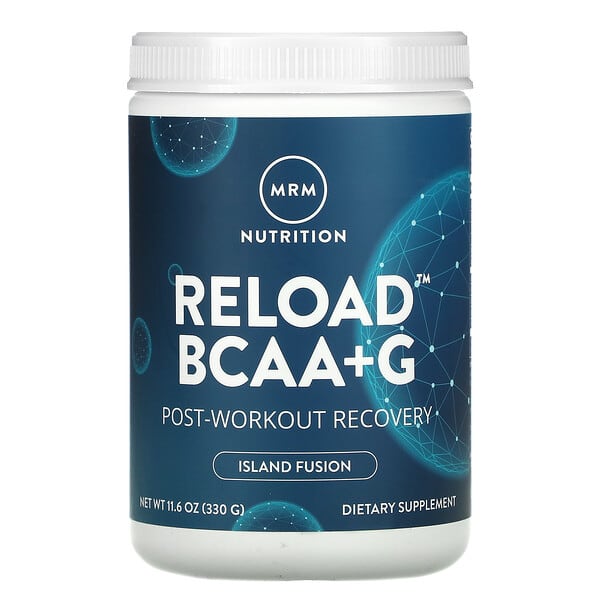 MRM
NUTRITION
RELOAD™
BCAA+G
POST-WORKOUT RECOVERY
ISLAND FUSION
NET WT 11.6 OZ (330 G)
DIETARY SUPPLEMENT